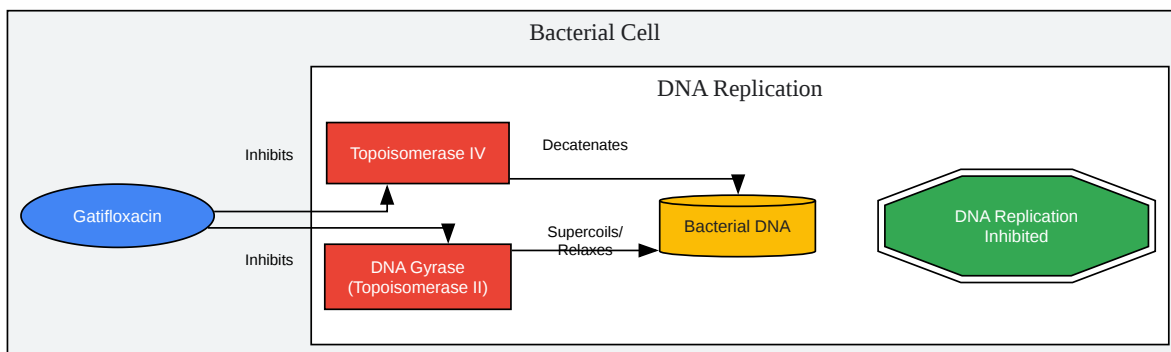 Bacterial Cell
DNA Replication
Inhibits
Topoisomerase IV
Decatenates
Gatifloxacin
Bacterial DNA
DNA Replication
Inhibited
Inhibits
DNA Gyrase
(Topoisomerase II)
Supercoils/
Relaxes